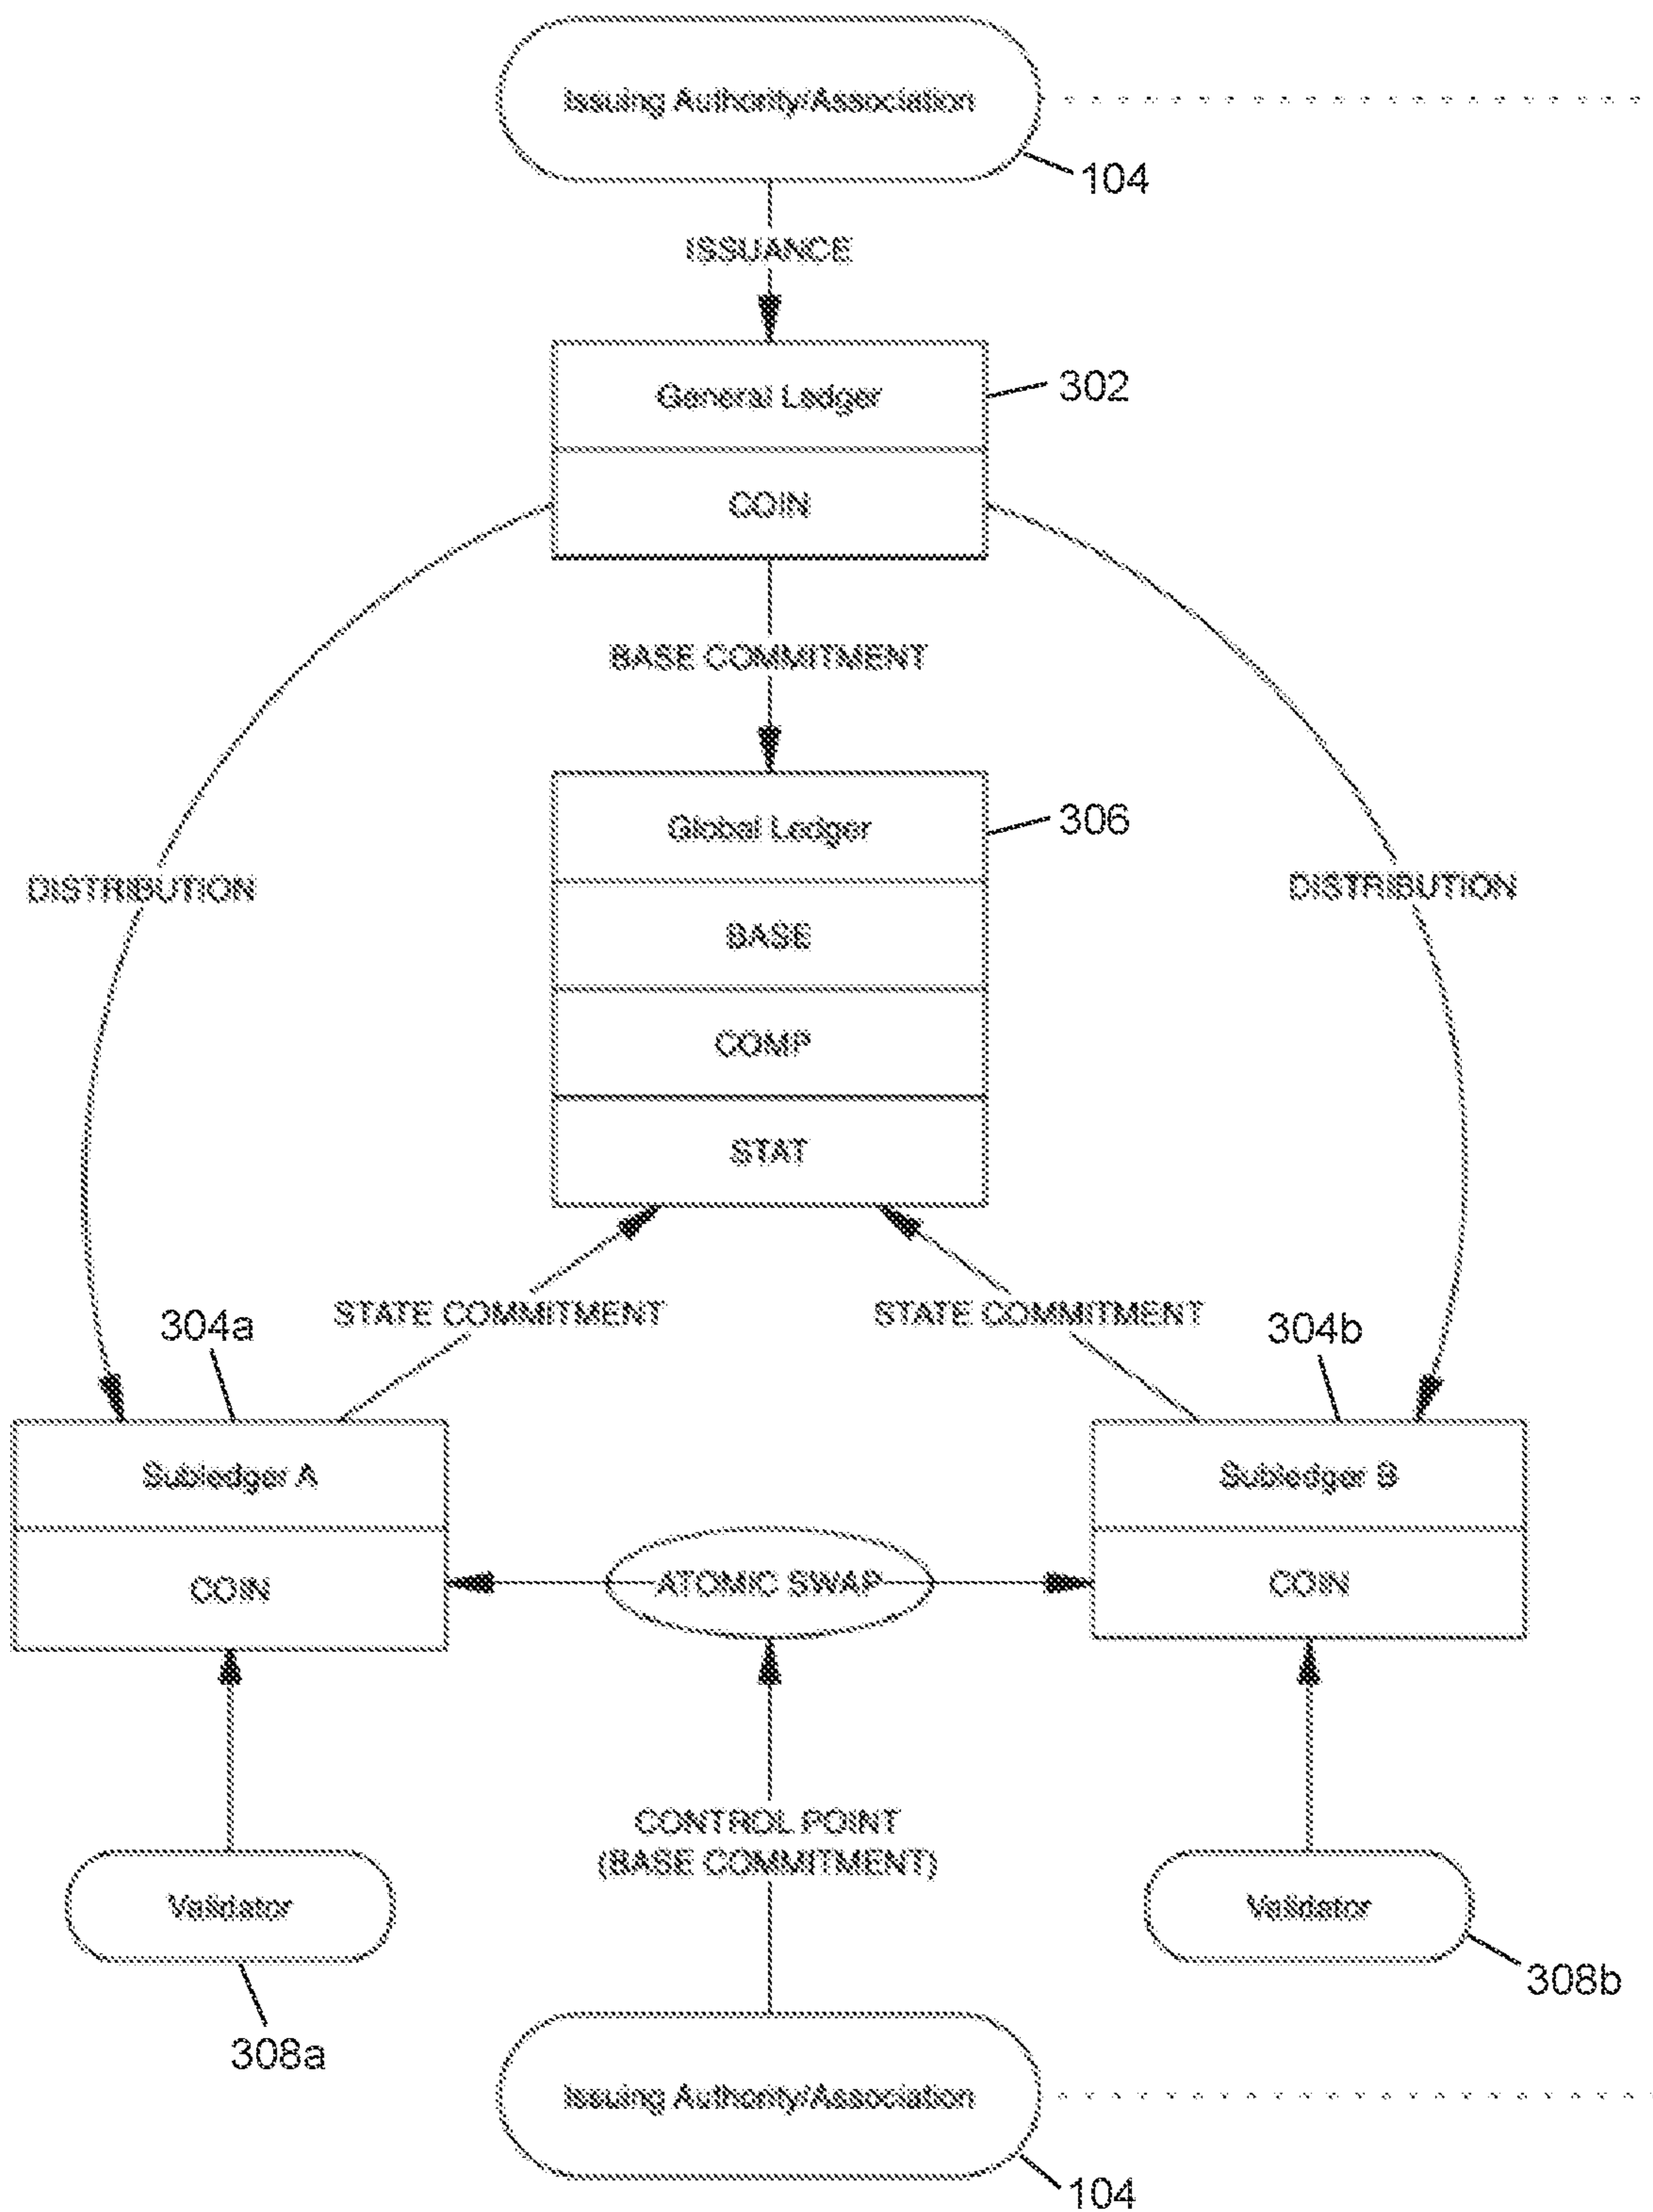 Issuing Authority/Association
104
ISSUANCE
General Ledger
302
COIN
BASE COMMITMENT
Global Ledger
306
DISTRIBUTION
DISTRIBUTION
BASE
COMP
STAT
STATE COMMITMENT
STATE COMMITMENT
304a
304b
Subledger A
Subledger B
COIN
ATOMIC SWAP
COIN
CONTROL POINT
(BASE COMMITMENT)
Validator
Validator
308a
308b
Issuing Authority/Association
104